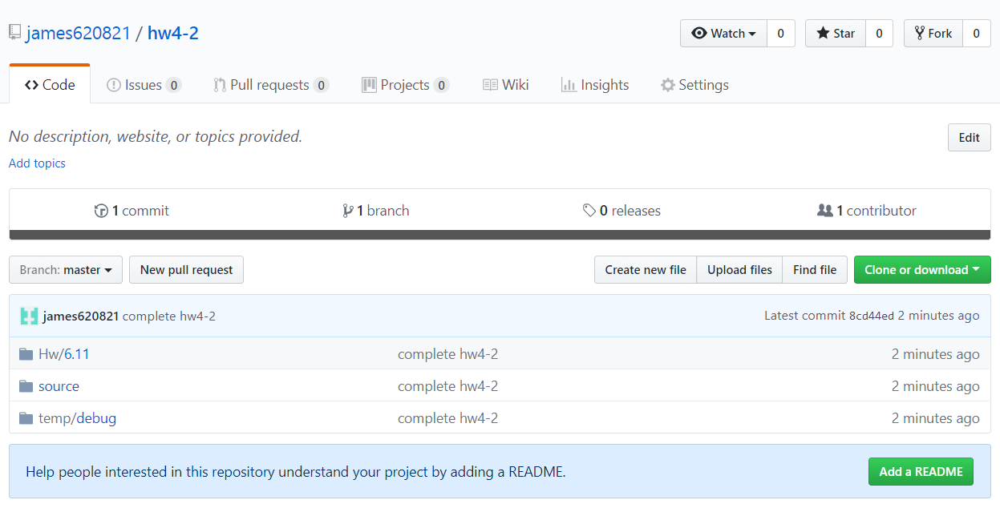 james620821 / hw4-2 Watch 0 Star 0 Fork 0
Code Issues 0 Pull requests 0 Projects 0 Wiki Insights Settings
No description, website, or topics provided. Edit
Add topics
1 commit 1 branch 0 releases 1 contributor
Branch: master New pull request Create new file Upload files Find file Clone or download
james620821 complete hw4-2 Latest commit 8cd44ed 2 minutes ago
Hw/6.11 complete hw4-2 2 minutes ago
source complete hw4-2 2 minutes ago
temp/debug complete hw4-2 2 minutes ago
Help people interested in this repository understand your project by adding a README. Add a README